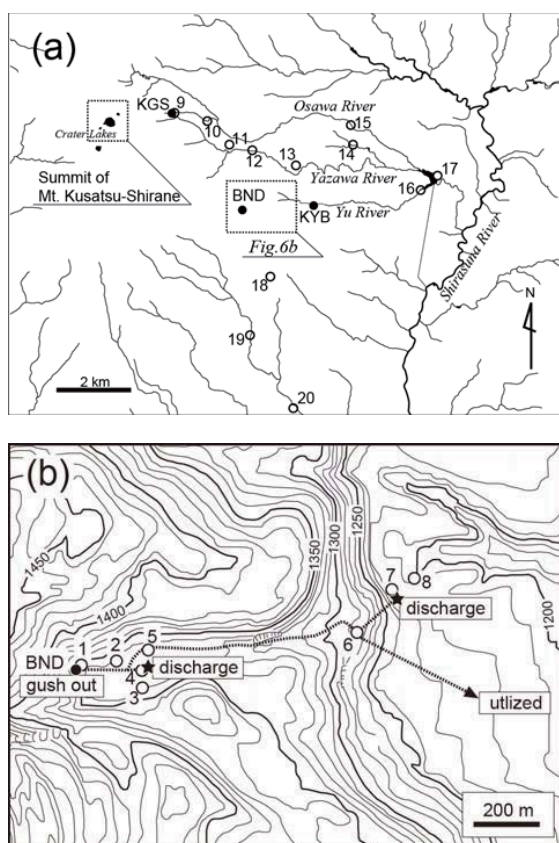 (a)
KGS 9
10
Crater Lakes
Summit of
Mt. Kusatsu-Shirane
11
12
13
Osawa River
15
14
17
Yazawa River
16
BND
KYB
Yu River
Fig.6b
Shirasuna River
18
19
20
N
2 km
(b)
1450
1400
1350
1300
1250
1200
BND
gush out
1
2
5
4
3
discharge
7
8
discharge
6
utlized
200 m